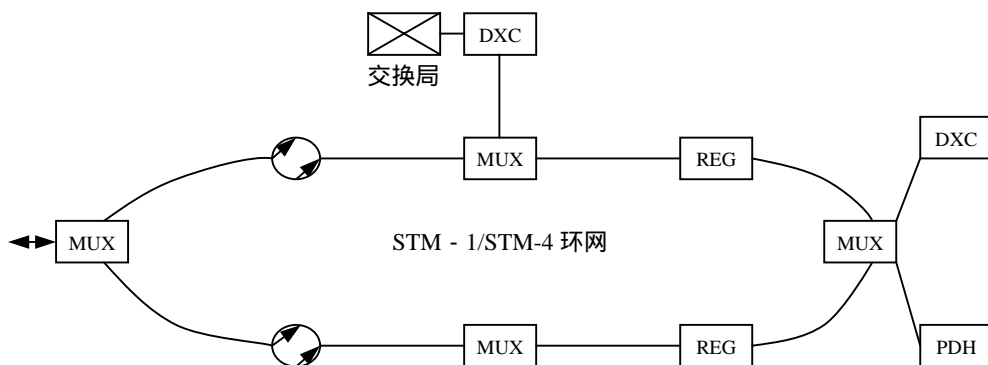 DXC
交换局
DXC
MUX
REG
MUX
STM - 1/STM-4 环网
MUX
MUX
REG
PDH